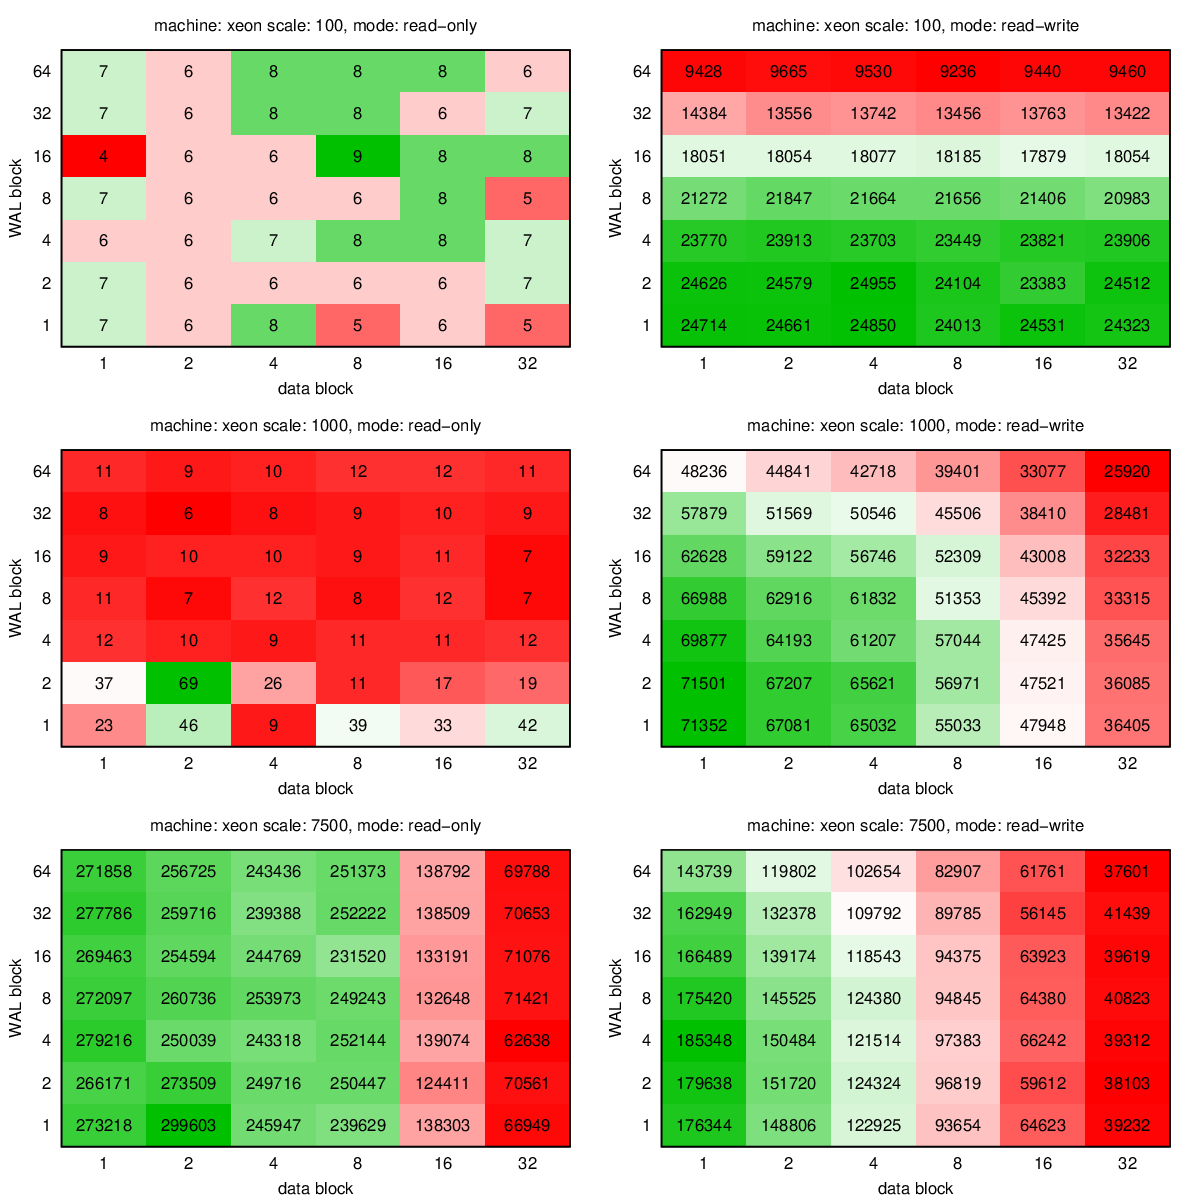 machine: xeon scale: 100, mode: read−only
64 7 6 8 8 8 6
32 7 6 8 8 6 7
16 4 6 6 9 8 8
8 7 6 6 6 8 5
4 6 6 7 8 8 7
2 7 6 6 6 6 7
1 7 6 8 5 6 5
1 2 4 8 16 32
data block
WAL block
machine: xeon scale: 100, mode: read−write
64 9428 9665 9530 9236 9440 9460
32 14384 13556 13742 13456 13763 13422
16 18051 18054 18077 18185 17879 18054
8 21272 21847 21664 21656 21406 20983
4 23770 23913 23703 23449 23821 23906
2 24626 24579 24955 24104 23383 24512
1 24714 24661 24850 24013 24531 24323
1 2 4 8 16 32
data block
WAL block
machine: xeon scale: 1000, mode: read−only
64 11 9 10 12 12 11
32 8 6 8 9 10 9
16 9 10 10 9 11 7
8 11 7 12 8 12 7
4 12 10 9 11 11 12
2 37 69 26 11 17 19
1 23 46 9 39 33 42
1 2 4 8 16 32
data block
WAL block
machine: xeon scale: 1000, mode: read−write
64 48236 44841 42718 39401 33077 25920
32 57879 51569 50546 45506 38410 28481
16 62628 59122 56746 52309 43008 32233
8 66988 62916 61832 51353 45392 33315
4 69877 64193 61207 57044 47425 35645
2 71501 67207 65621 56971 47521 36085
1 71352 67081 65032 55033 47948 36405
1 2 4 8 16 32
data block
WAL block
machine: xeon scale: 7500, mode: read−only
64 271858 256725 243436 251373 138792 69788
32 277786 259716 239388 252222 138509 70653
16 269463 254594 244769 231520 133191 71076
8 272097 260736 253973 249243 132648 71421
4 279216 250039 243318 252144 139074 62638
2 266171 273509 249716 250447 124411 70561
1 273218 299603 245947 239629 138303 66949
1 2 4 8 16 32
data block
WAL block
machine: xeon scale: 7500, mode: read−write
64 143739 119802 102654 82907 61761 37601
32 162949 132378 109792 89785 56145 41439
16 166489 139174 118543 94375 63923 39619
8 175420 145525 124380 94845 64380 40823
4 185348 150484 121514 97383 66242 39312
2 179638 151720 124324 96819 59612 38103
1 176344 148806 122925 93654 64623 39232
1 2 4 8 16 32
data block
WAL block